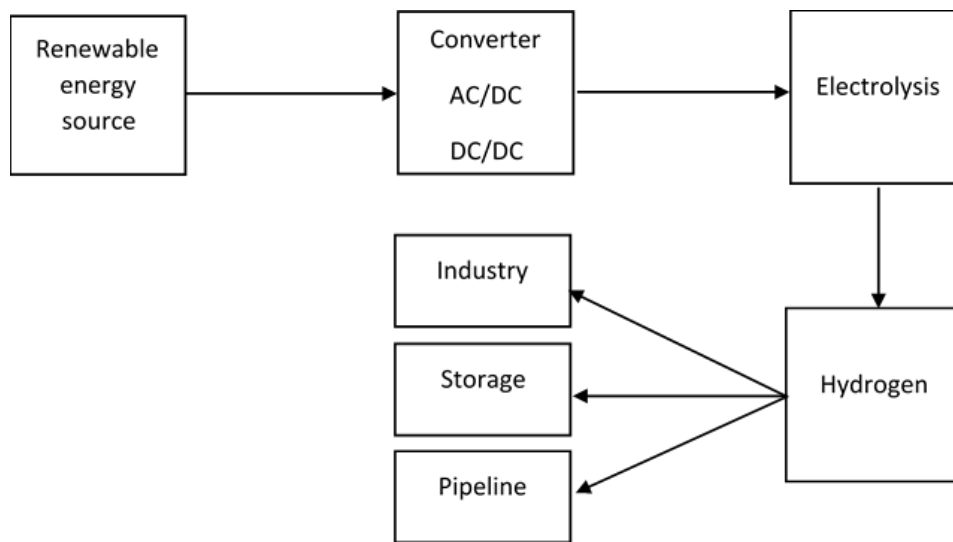 Renewable
energy
source
Converter
AC/DC
DC/DC
Electrolysis
Industry
Storage
Pipeline
Hydrogen